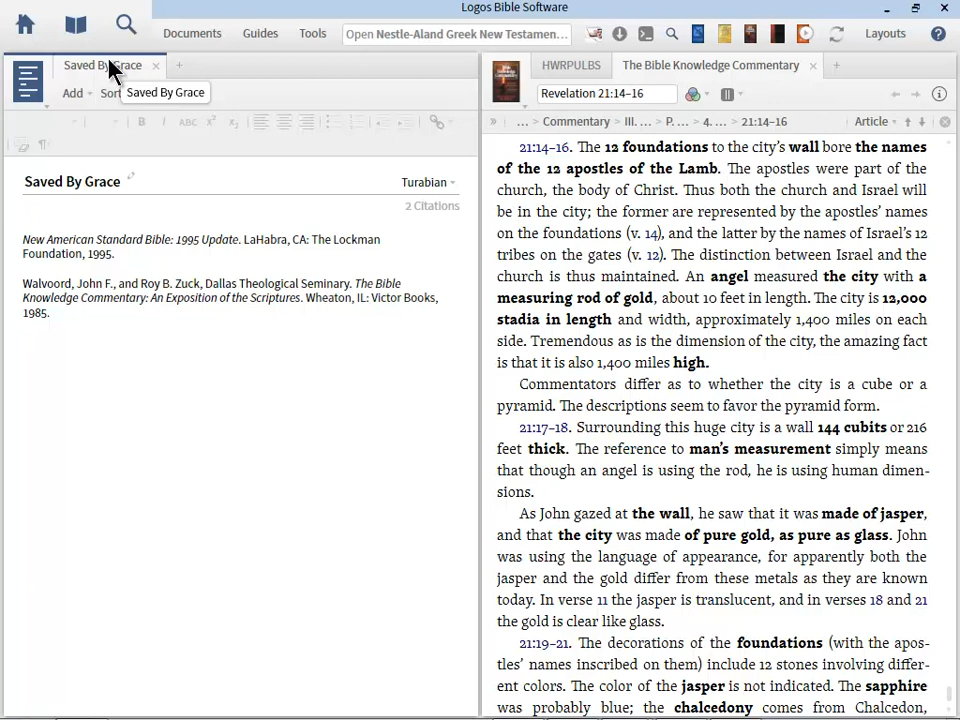 Logos Bible Software
Documents Guides Tools Open Nestle-Aland Greek New Testamen... Layouts
Saved By Grace
HWRPULBS The Bible Knowledge Commentary
Add Sort
Saved By Grace
Revelation 21:14–16
B I ABC x² x₂
» ... > Commentary > III. ... > P. ... > 4. ... > 21:14–16 Article
Saved By Grace Turabian
2 Citations
New American Standard Bible: 1995 Update. LaHabra, CA: The Lockman
Foundation, 1995.
Walvoord, John F., and Roy B. Zuck, Dallas Theological Seminary. The Bible
Knowledge Commentary: An Exposition of the Scriptures. Wheaton, IL: Victor Books,
1985.
21:14–16. The 12 foundations to the city's wall bore the names
of the 12 apostles of the Lamb. The apostles were part of the
church, the body of Christ. Thus both the church and Israel will
be in the city; the former are represented by the apostles' names
on the foundations (v. 14), and the latter by the names of Israel's 12
tribes on the gates (v. 12). The distinction between Israel and the
church is thus maintained. An angel measured the city with a
measuring rod of gold, about 10 feet in length. The city is 12,000
stadia in length and width, approximately 1,400 miles on each
side. Tremendous as is the dimension of the city, the amazing fact
is that it is also 1,400 miles high.
Commentators differ as to whether the city is a cube or a
pyramid. The descriptions seem to favor the pyramid form.
21:17–18. Surrounding this huge city is a wall 144 cubits or 216
feet thick. The reference to man's measurement simply means
that though an angel is using the rod, he is using human dimen-
sions.
As John gazed at the wall, he saw that it was made of jasper,
and that the city was made of pure gold, as pure as glass. John
was using the language of appearance, for apparently both the
jasper and the gold differ from these metals as they are known
today. In verse 11 the jasper is translucent, and in verses 18 and 21
the gold is clear like glass.
21:19–21. The decorations of the foundations (with the apos-
tles' names inscribed on them) include 12 stones involving differ-
ent colors. The color of the jasper is not indicated. The sapphire
was probably blue; the chalcedony comes from Chalcedon,